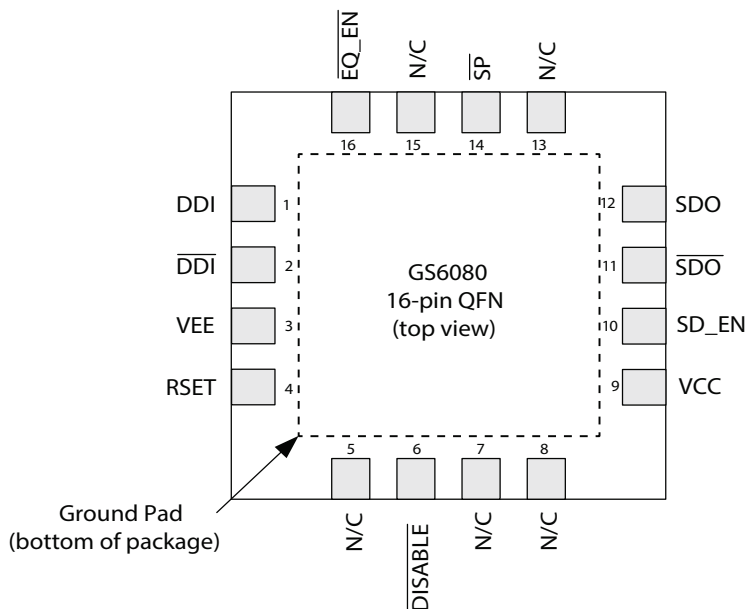 EQ_EN
N/C
SP
N/C
16
15
14
13
DDI
1
12
SDO
DDI
2
11
SDO
VEE
3
10
SD_EN
RSET
4
9
VCC
GS6080
16-pin QFN
(top view)
5
6
7
8
N/C
DISABLE
N/C
N/C
Ground Pad
(bottom of package)